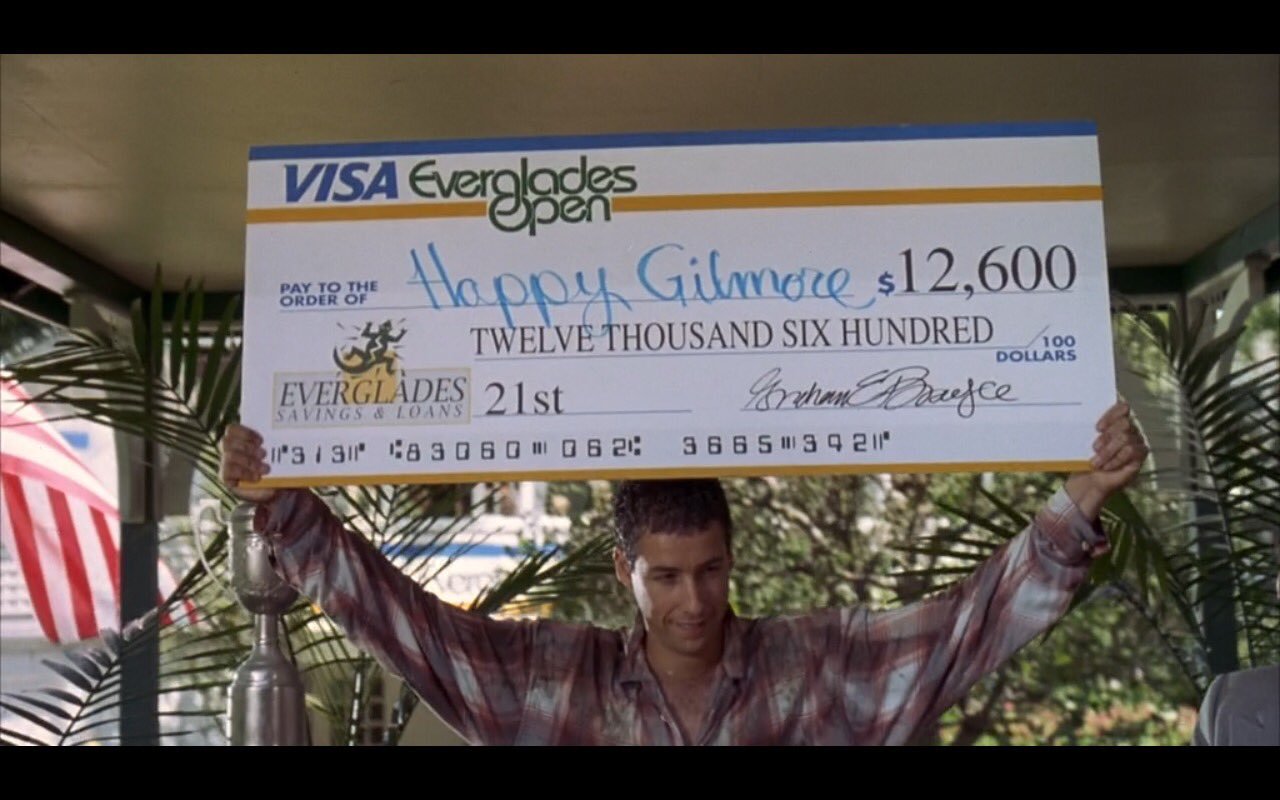 VISA Everglades
Open
PAY TO THE
ORDER OF Happy Gilmore $12,600
TWELVE THOUSAND SIX HUNDRED /100
DOLLARS
EVERGLADES
SAVINGS & LOANS
21st
⑈313⑈ ⑆83060⑈062⑆ 3665⑈342⑈